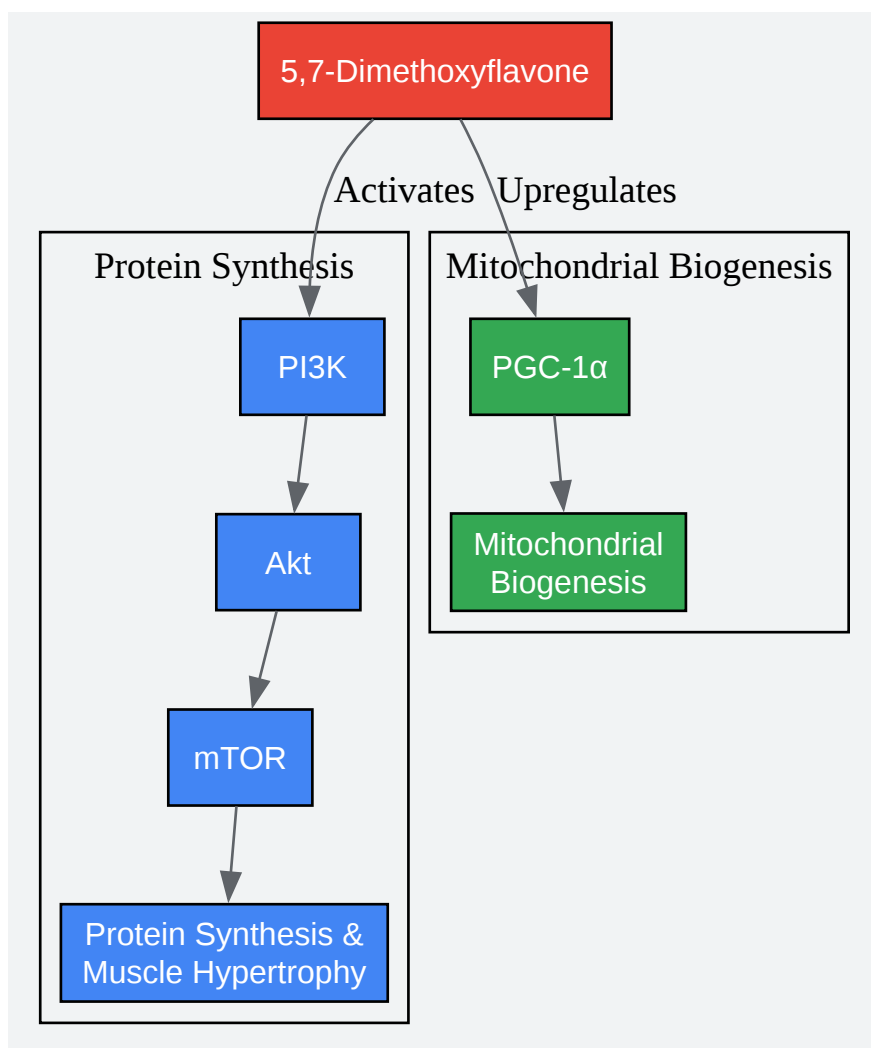 5,7-Dimethoxyflavone
Activates
Upregulates
Protein Synthesis
Mitochondrial Biogenesis
PI3K
PGC-1α
Akt
Mitochondrial
Biogenesis
mTOR
Protein Synthesis &
Muscle Hypertrophy